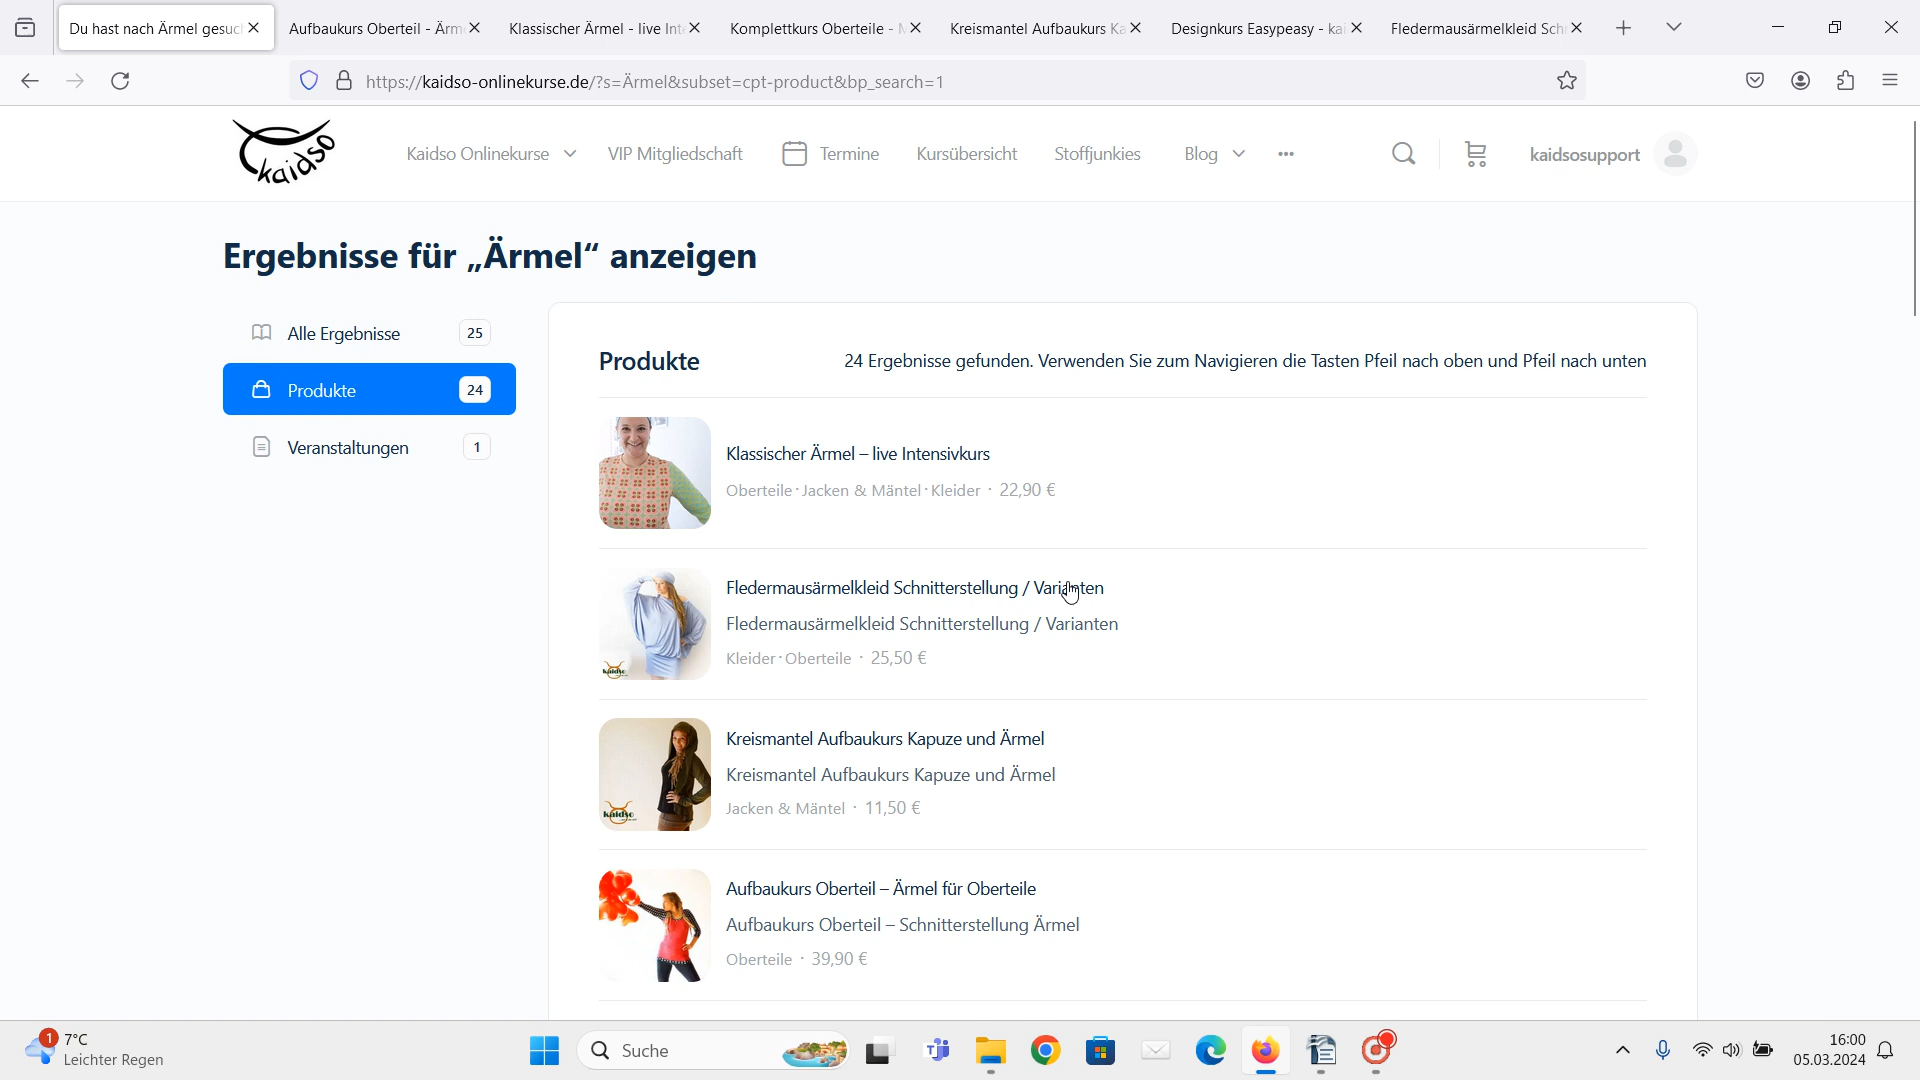 Du hast nach Ärmel gesuc
Aufbaukurs Oberteil - Ärm
Klassischer Ärmel - live Int
Komplettkurs Oberteile -
Kreismantel Aufbaukurs Ka
Designkurs Easypeasy - kai
Fledermausärmelkleid Sch
https://kaidso-onlinekurse.de/?s=Ärmel&subset=cpt-product&bp_search=1
kaidso
Kaidso Onlinekurse
VIP Mitgliedschaft
Termine
Kursübersicht
Stoffjunkies
Blog
kaidsosupport
Ergebnisse für „Ärmel“ anzeigen
Alle Ergebnisse 25
Produkte 24
Veranstaltungen 1
Produkte
24 Ergebnisse gefunden. Verwenden Sie zum Navigieren die Tasten Pfeil nach oben und Pfeil nach unten
Klassischer Ärmel – live Intensivkurs
Oberteile · Jacken & Mäntel · Kleider · 22,90 €
kaidso
Fledermausärmelkleid Schnitterstellung / Varianten
Fledermausärmelkleid Schnitterstellung / Varianten
Kleider · Oberteile · 25,50 €
kaidso
Kreismantel Aufbaukurs Kapuze und Ärmel
Kreismantel Aufbaukurs Kapuze und Ärmel
Jacken & Mäntel · 11,50 €
Aufbaukurs Oberteil – Ärmel für Oberteile
Aufbaukurs Oberteil – Schnitterstellung Ärmel
Oberteile · 39,90 €
1
7°C
Leichter Regen
Suche
16:00
05.03.2024